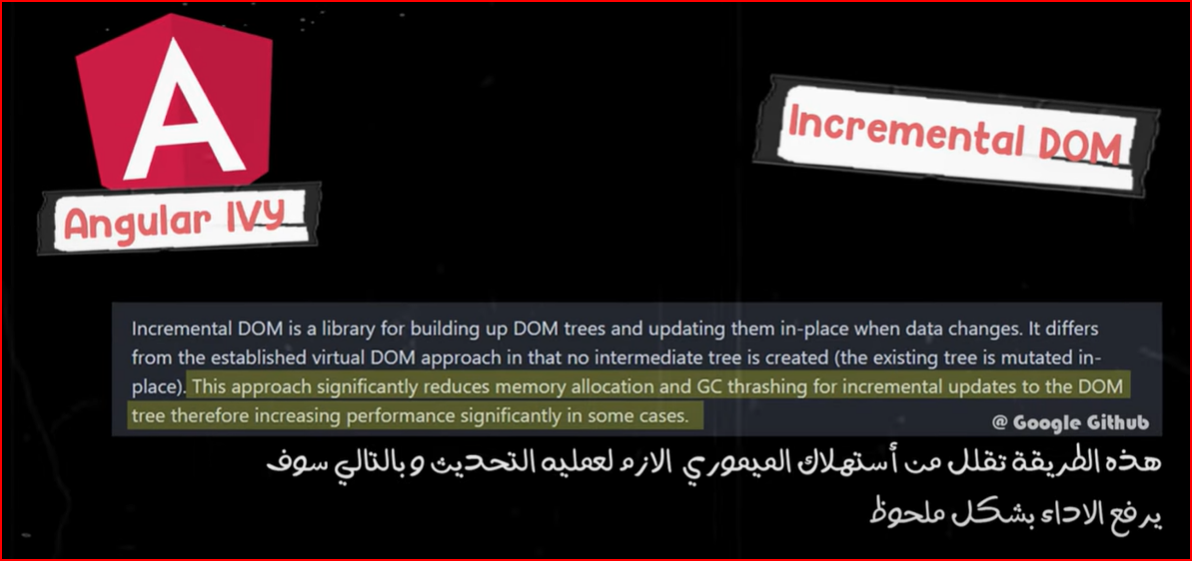 Angular IVy
Incremental DOM
Incremental DOM is a library for building up DOM trees and updating them in-place when data changes. It differs
from the established virtual DOM approach in that no intermediate tree is created (the existing tree is mutated in-
place). This approach significantly reduces memory allocation and GC thrashing for incremental updates to the DOM
tree therefore increasing performance significantly in some cases.
@ Google Github
هذه الطريقة تقلل من أستهلاك الميموري الازم لعمليه التحديث وبالتالي سوف
يرفع الاداء بشكل ملحوظ